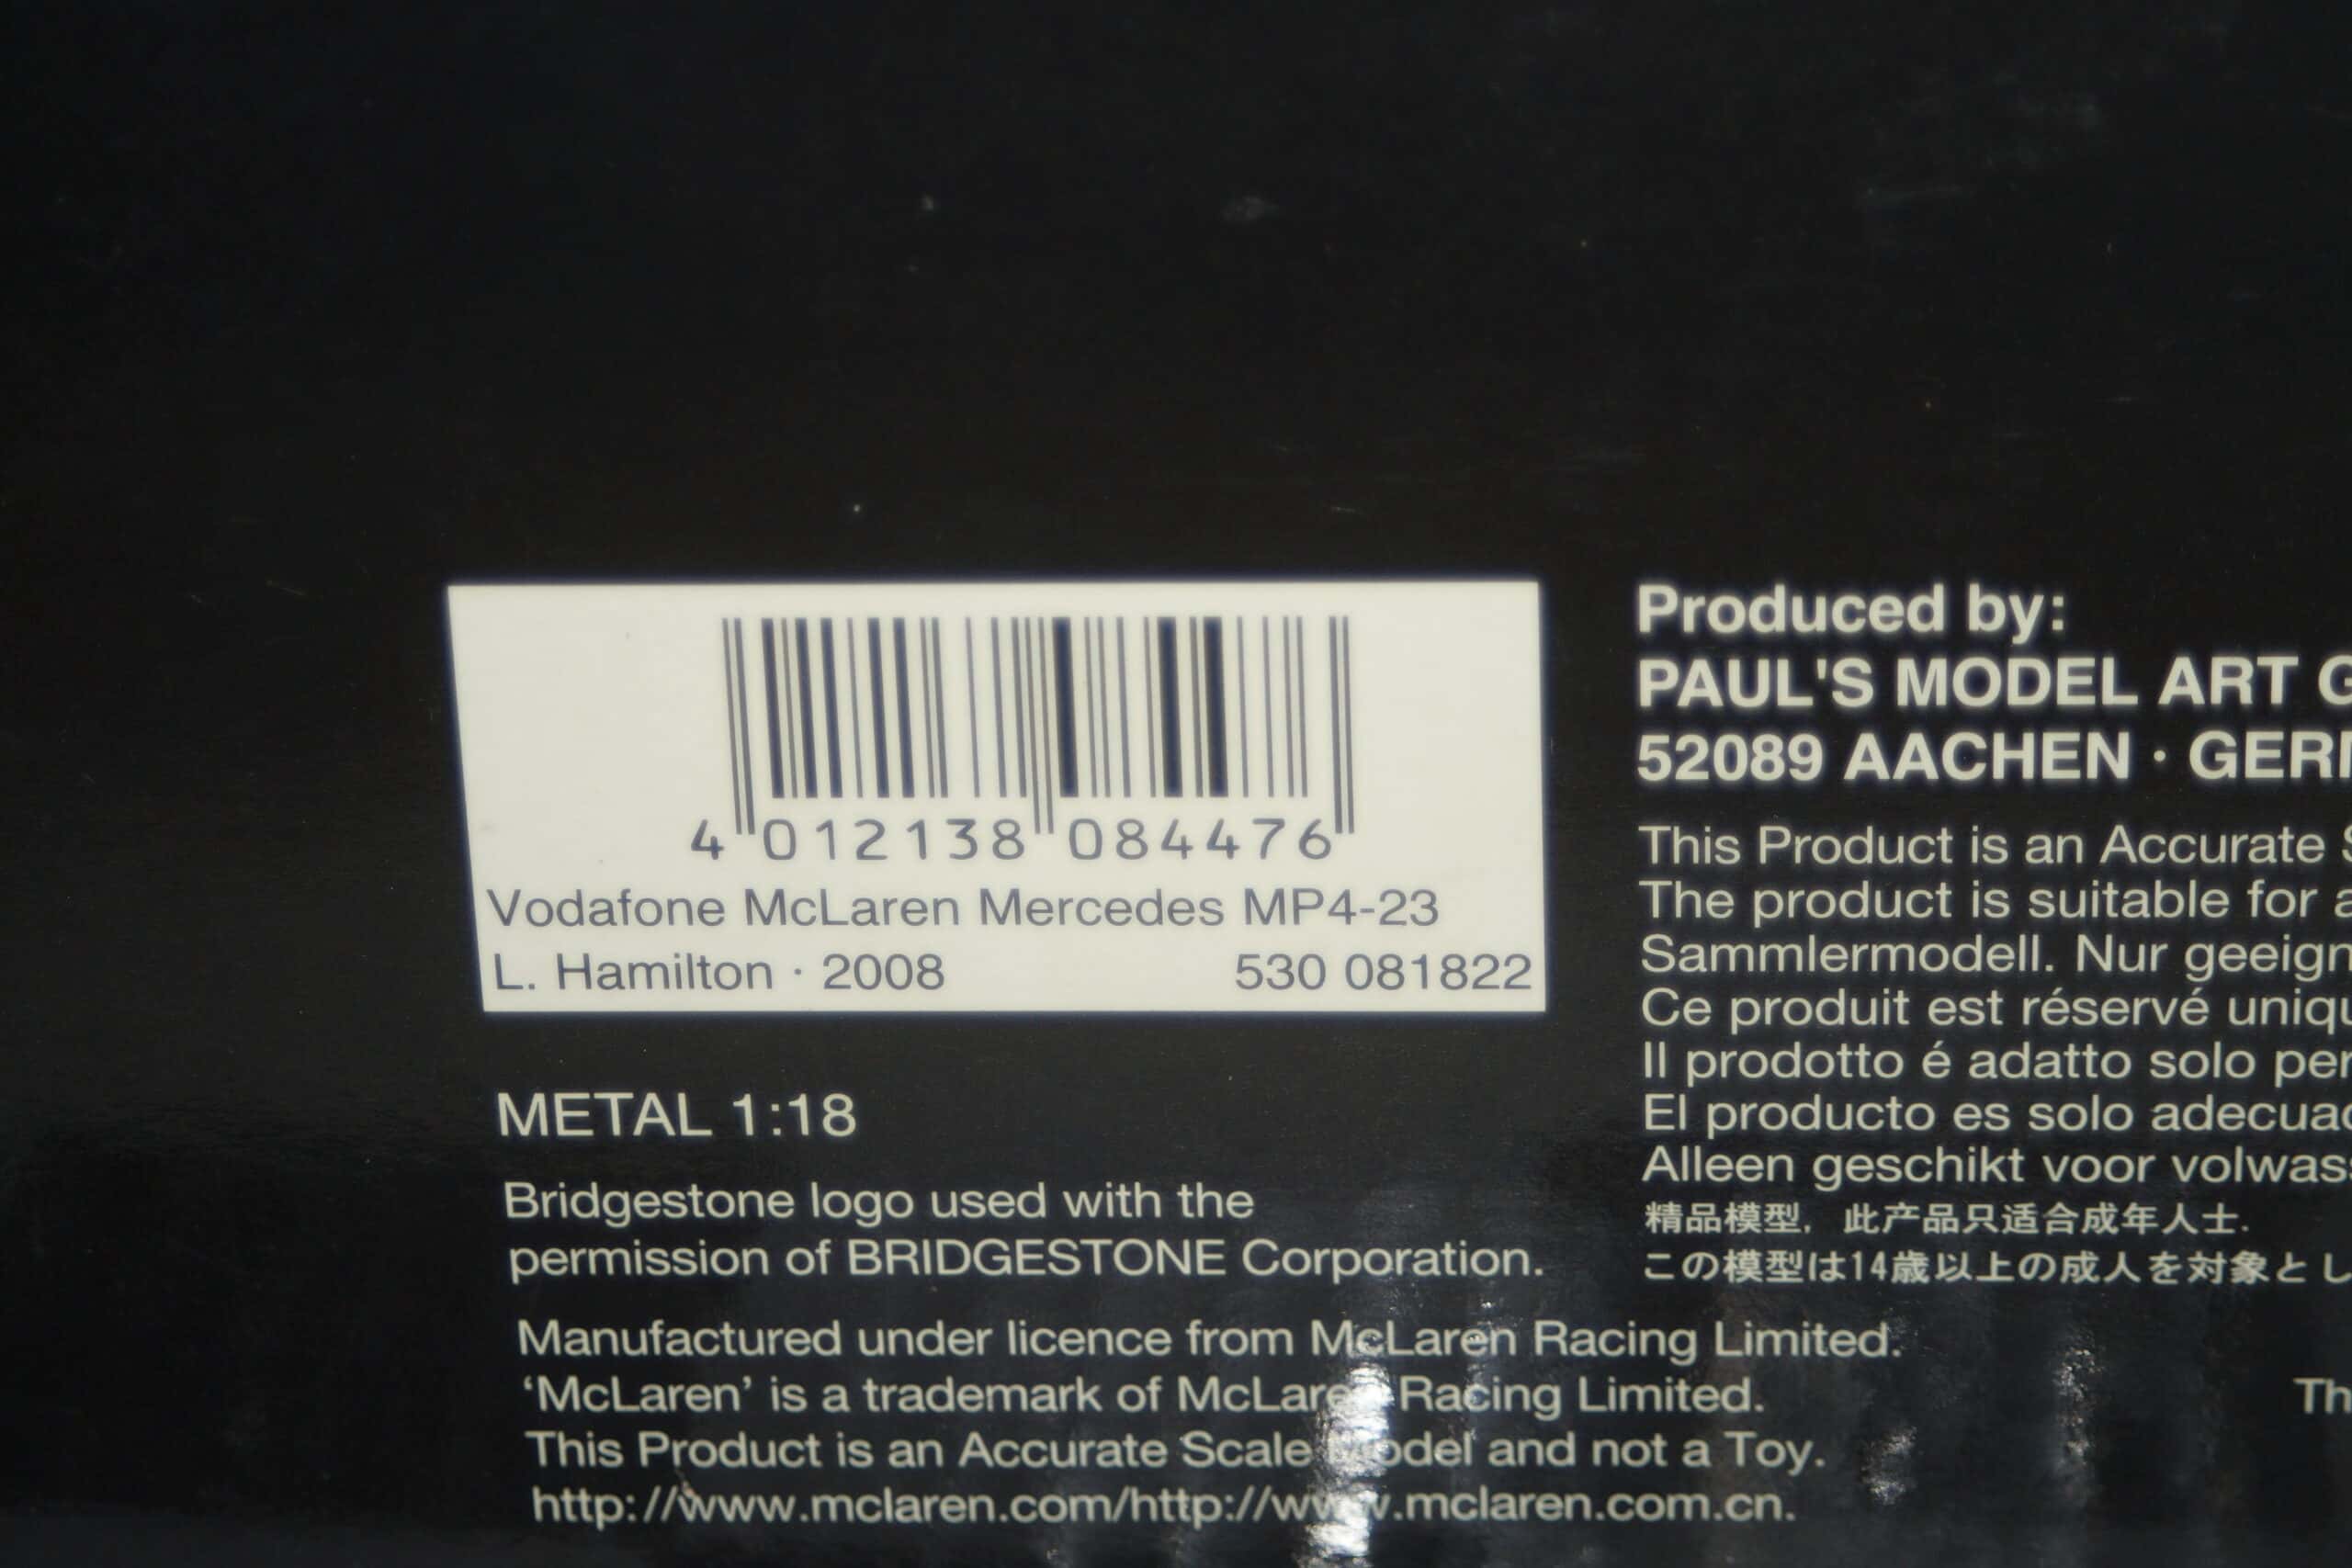 4 012138 084476
Vodafone McLaren Mercedes MP4-23
L. Hamilton · 2008 530 081822
METAL 1:18
Bridgestone logo used with the
permission of BRIDGESTONE Corporation.
Manufactured under licence from McLaren Racing Limited.
‘McLaren’ is a trademark of McLaren Racing Limited.
This Product is an Accurate Scale Model and not a Toy.
http://www.mclaren.com/http://www.mclaren.com.cn.
Produced by:
PAUL'S MODEL ART
52089 AACHEN ·
This Product is an Accurate
The product is suitable for
Sammlermodell. Nur
Ce produit est réservé
Il prodotto é adatto solo
El producto es solo
Alleen geschikt voor
精品模型, 此产品只适合成年人士.
この模型は14歳以上の成人を対象とし